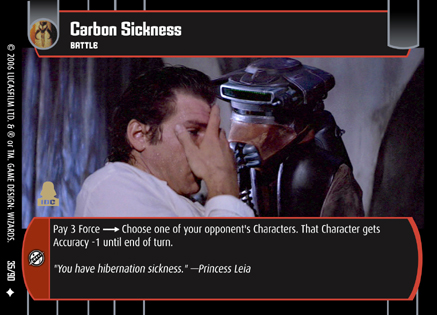 Carbon Sickness
BATTLE
Pay 3 Force → Choose one of your opponent's Characters. That Character gets
Accuracy -1 until end of turn.
"You have hibernation sickness." —Princess Leia
© 2006 LUCASFILM LTD. & ® or TM. GAME DESIGN: WIZARDS.
35/90